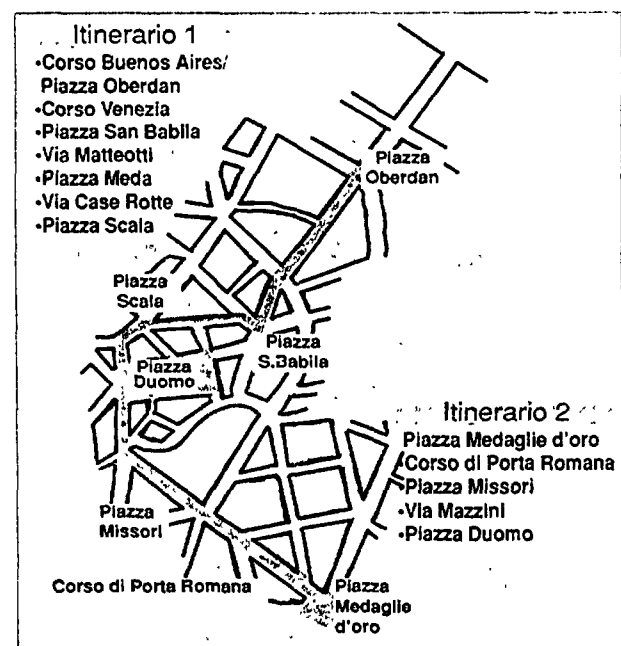 Itinerario 1
•Corso Buenos Aires/
Piazza Oberdan
•Corso Venezia
•Piazza San Babila
•Via Matteotti
•Piazza Meda
•Via Case Rotte
•Piazza Scala
Piazza
Oberdan
Piazza
Scala
Piazza
S.Babila
Piazza
Duomo
Itinerario 2
Piazza Medaglie d'oro
•Corso di Porta Romana
•Piazza Missori
•Via Mazzini
•Piazza Duomo
Piazza
Missori
Corso di Porta Romana
Piazza
Medaglie
d'oro